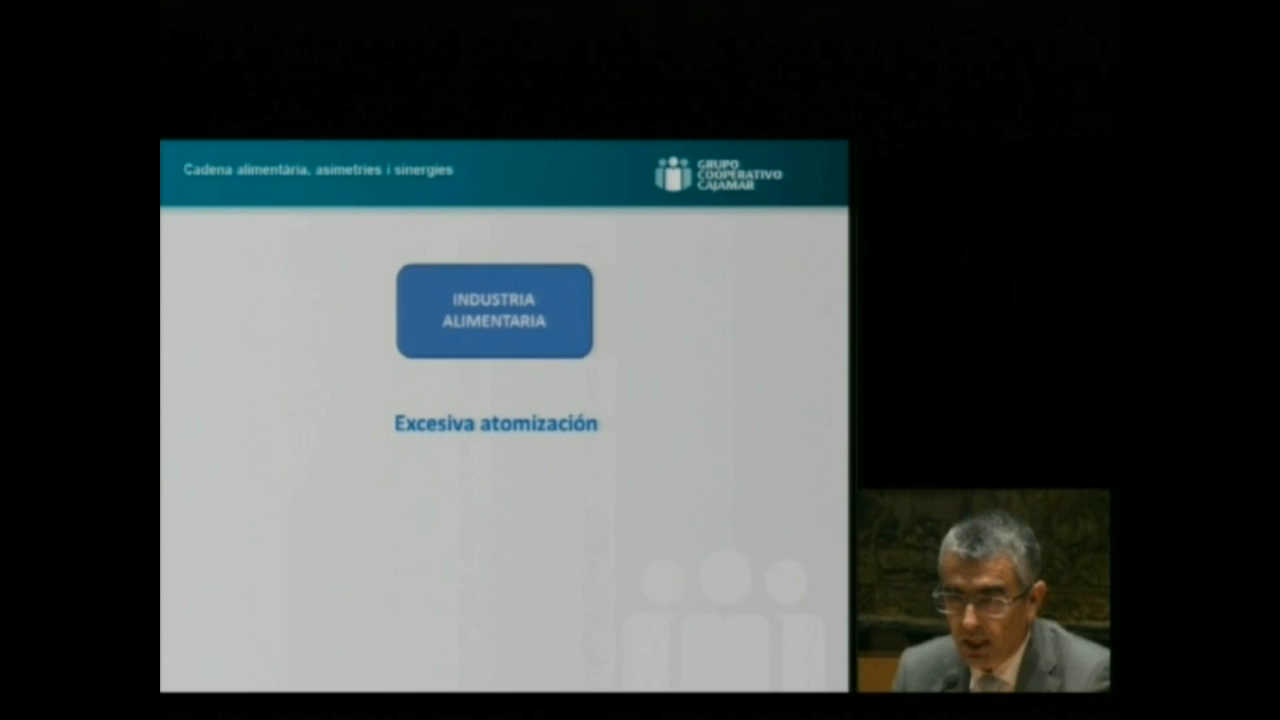 Cadena alimentària, asimetries i sinergies
GRUPO
COOPERATIVO
CAJAMAR
INDUSTRIA
ALIMENTARIA
Excesiva atomización